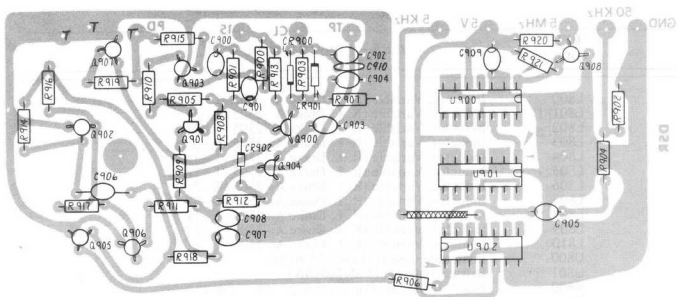 T T PD 15 CL TP 5 KHz 5V 5 MHz 50 KHz GND
R915 C900 CR900 C902 R920
Q907 R900 C910 C909 R921 Q908
R919 R910 Q903 R901 R913 R903 C904
R916 R905 C901 CR901 R907 U900 R902
R914 Q902 Q901 R908 Q900 C903 DSR
CR902 R904
R909 Q904 U901
C906
R917 R911 R912 C905
C908
Q905 Q906 C907 U902
R918
R906